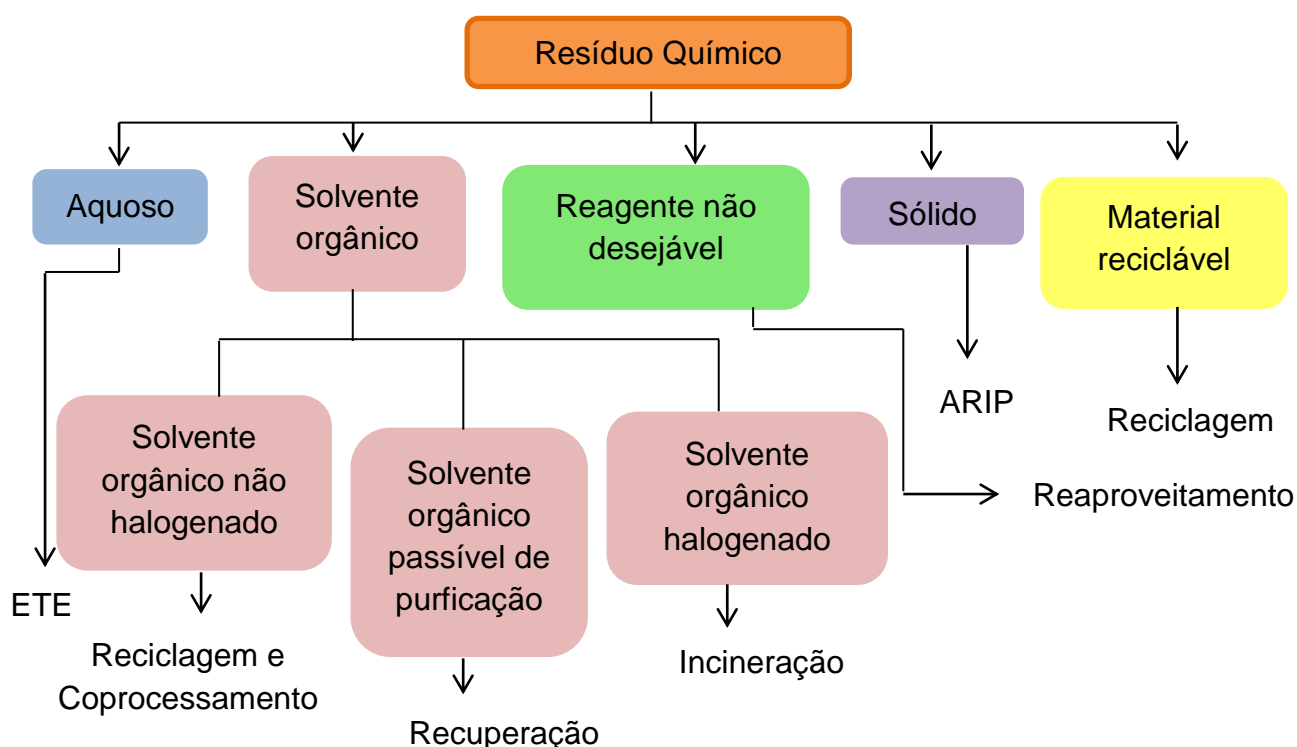 Resíduo Químico
Aquoso
Solvente
orgânico
Reagente não
desejável
Sólido
Material
reciclável
ARIP
Reciclagem
Solvente
orgânico não
halogenado
Solvente
orgânico
passível de
purficação
Solvente
orgânico
halogenado
Reaproveitamento
ETE
Reciclagem e
Coprocessamento
Incineração
Recuperação